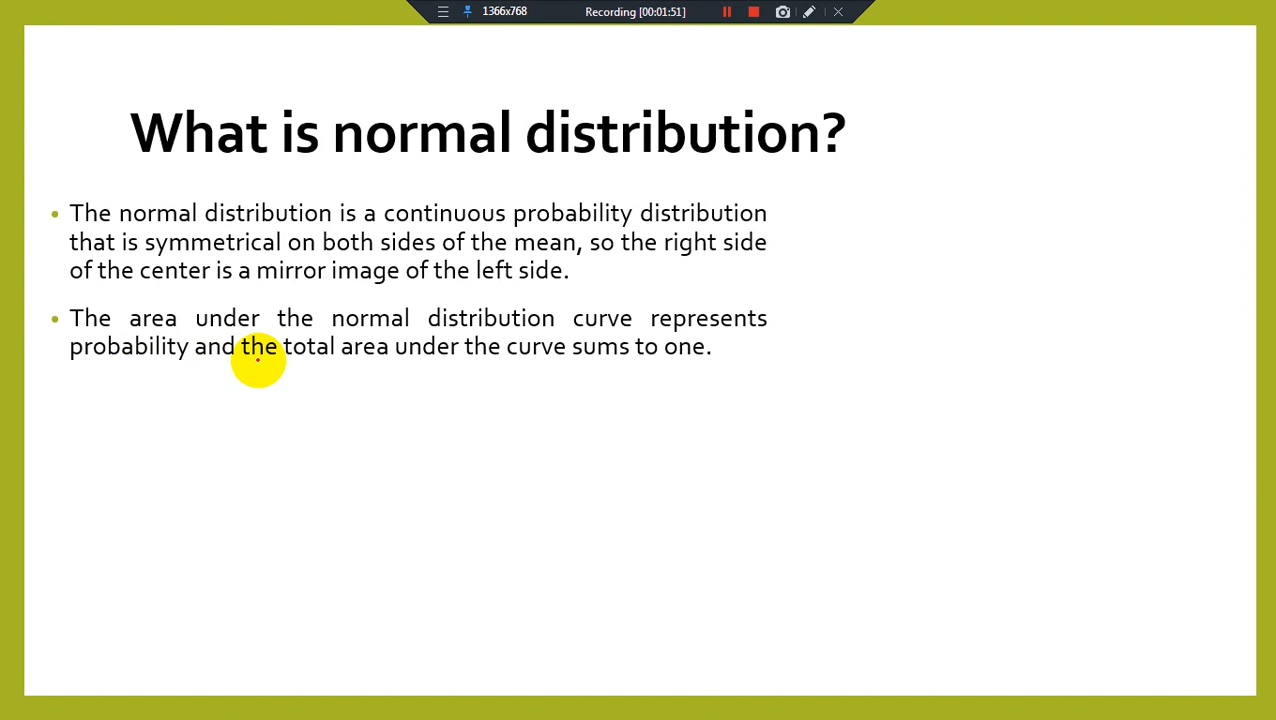 1366x768 Recording [00:01:51]
What is normal distribution?
• The normal distribution is a continuous probability distribution
that is symmetrical on both sides of the mean, so the right side
of the center is a mirror image of the left side.
• The area under the normal distribution curve represents
probability and the total area under the curve sums to one.